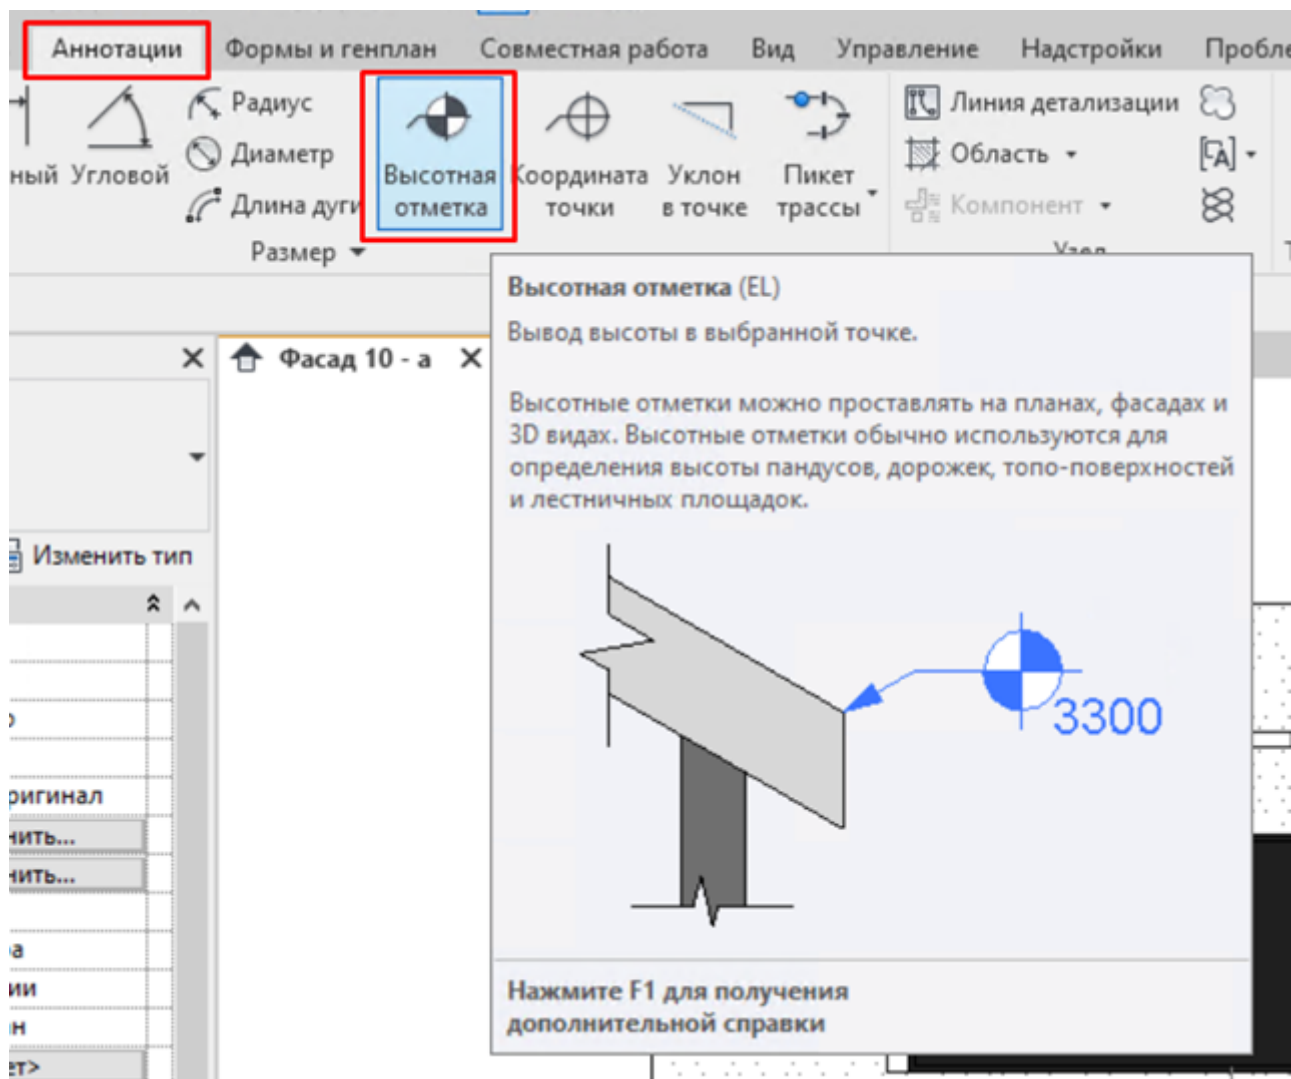 Аннотации Формы и генплан Совместная работа Вид Управление Надстройки
Радиус
Диаметр
Длина дуги
Угловой
Высотная
отметка
Координата
точки
Уклон
в точке
Пикет
трассы
Линия детализации
Область
Компонент
Размер
Узел
Высотная отметка (EL)
Вывод высоты в выбранной точке.
Фасад 10 - а
Высотные отметки можно проставлять на планах, фасадах и
3D видах. Высотные отметки обычно используются для
определения высоты пандусов, дорожек, топо-поверхностей
и лестничных площадок.
Изменить тип
3300
Нажмите F1 для получения
дополнительной справки